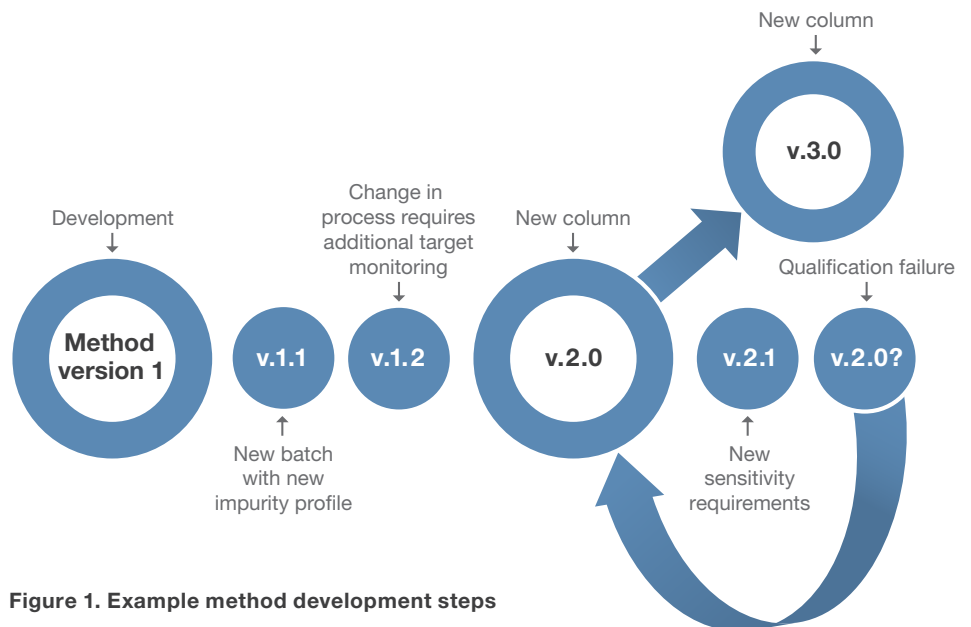 New column
v.3.0
Development
Method
version 1
New batch
with new
impurity profile
v.1.1
Change in
process requires
additional target
monitoring
v.1.2
New column
v.2.0
v.2.1
New
sensitivity
requirements
Qualification failure
v.2.0?
Figure 1. Example method development steps